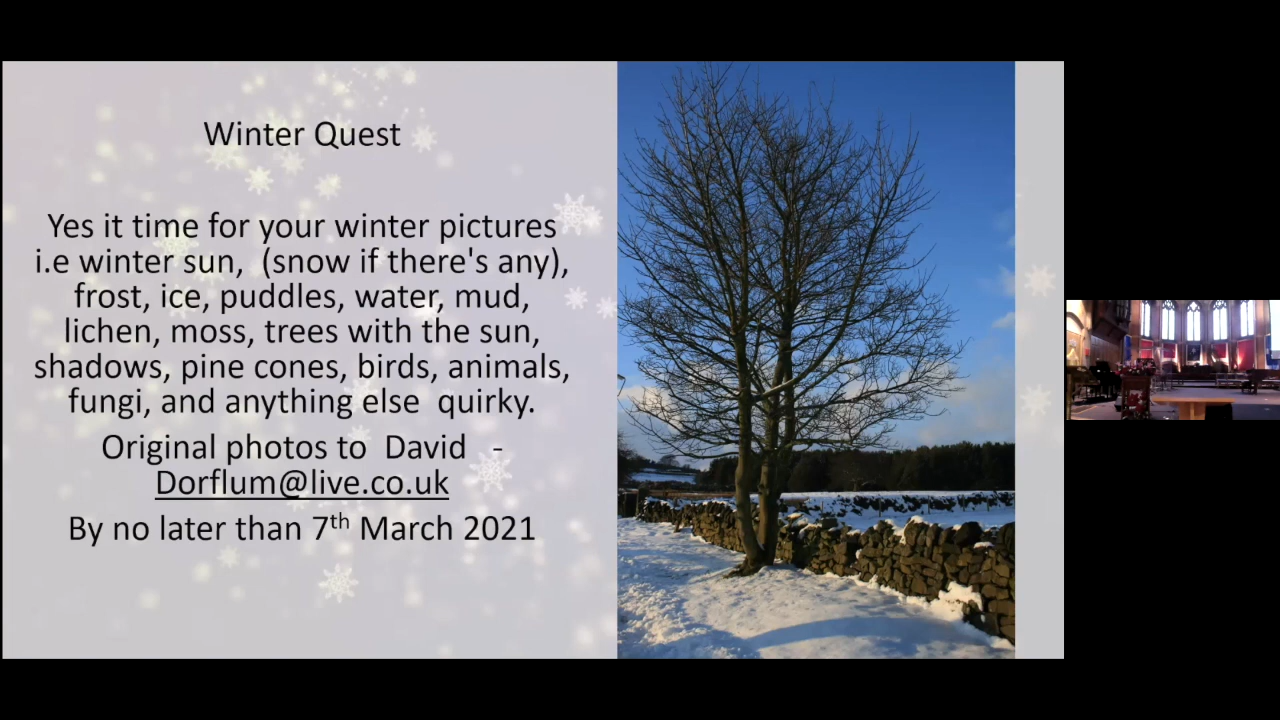 Winter Quest
Yes it time for your winter pictures
i.e winter sun, (snow if there's any),
frost, ice, puddles, water, mud,
lichen, moss, trees with the sun,
shadows, pine cones, birds, animals,
fungi, and anything else quirky.
Original photos to David -
Dorflum@live.co.uk
By no later than 7th March 2021